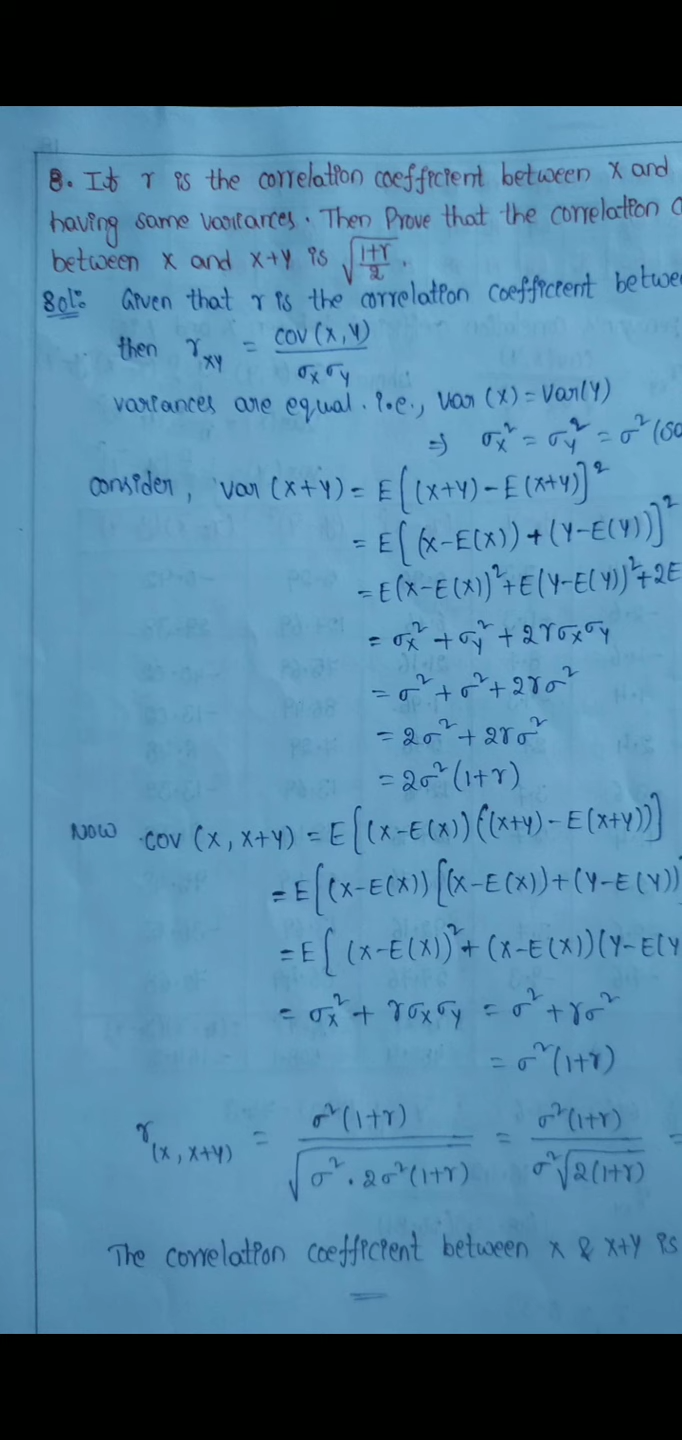 8. If r is the correlation coefficient between x and
having same variances. Then Prove that the correlation c
between x and x+y is √(1+r/2).
Sol:- Given that r is the correlation coefficient betwee
then r_xy = cov(x,y)/σ_x σ_y
variances are equal. i.e., var(x) = Var(y)
⇒ σ_x² = σ_y² = σ² (sa
consider, var(x+y) = E[(x+y)-E(x+y)]²
= E[(x-E(x))+(y-E(y))]²
= E(x-E(x))²+E(y-E(y))²+2E
= σ_x²+σ_y²+2rσ_xσ_y
= σ²+σ²+2rσ²
= 2σ²+2rσ²
= 2σ²(1+r)
Now cov(x, x+y) = E[(x-E(x))((x+y)-E(x+y))]
= E[(x-E(x))[(x-E(x))+(y-E(y))
= E[(x-E(x))²+(x-E(x))(y-E(y
= σ_x²+rσ_xσ_y = σ²+rσ²
= σ²(1+r)
r_(x, x+y) = σ²(1+r)/√(σ².2σ²(1+r)) = σ²(1+r)/σ²√(2(1+r)) =
The correlation coefficient between x & x+y is